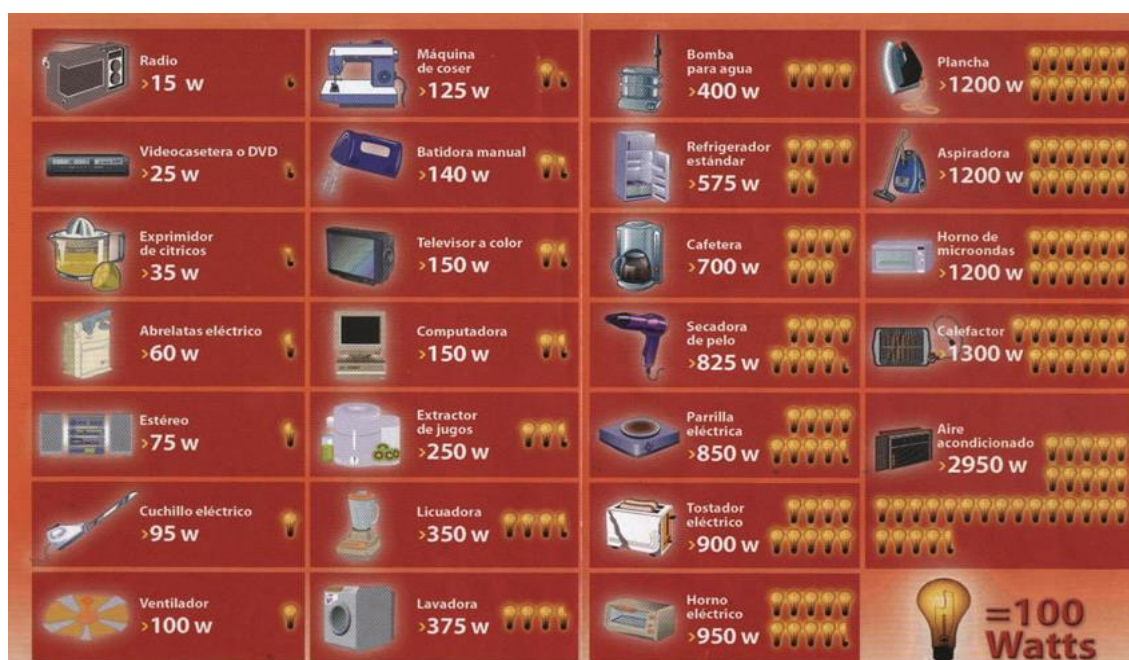 Radio
>15 w
Videocasetera o DVD
>25 w
Exprimidor
de cítricos
>35 w
Abrelatas eléctrico
>60 w
Estéreo
>75 w
Cuchillo eléctrico
>95 w
Ventilador
>100 w
Máquina
de coser
>125 w
Batidora manual
>140 w
Televisor a color
>150 w
Computadora
>150 w
Extractor
de jugos
>250 w
Licuadora
>350 w
Lavadora
>375 w
Bomba
para agua
>400 w
Refrigerador
estándar
>575 w
Cafetera
>700 w
Secadora
de pelo
>825 w
Parrilla
eléctrica
>850 w
Tostador
eléctrico
>900 w
Horno
eléctrico
>950 w
Plancha
>1200 w
Aspiradora
>1200 w
Horno de
microondas
>1200 w
Calefactor
>1300 w
Aire
acondicionado
>2950 w
=100
Watts